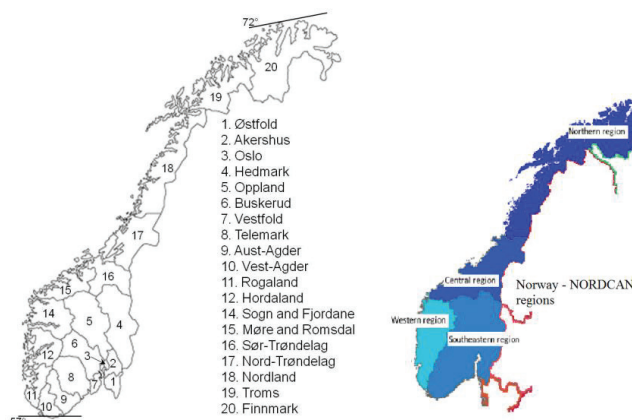 72°
20
19
18
17
16
15
14
5
4
6
12
3
2
8
7
1
11
10
9
57°
1. Østfold
2. Akershus
3. Oslo
4. Hedmark
5. Oppland
6. Buskerud
7. Vestfold
8. Telemark
9. Aust-Agder
10. Vest-Agder
11. Rogaland
12. Hordaland
14. Sogn and Fjordane
15. Møre and Romsdal
16. Sør-Trøndelag
17. Nord-Trøndelag
18. Nordland
19. Troms
20. Finnmark
Northern region
Central region
Norway - NORDCAN
regions
Western region
Southeastern region